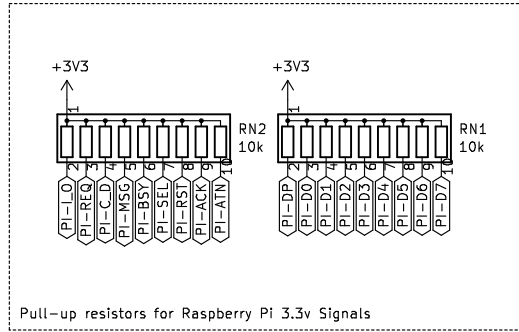 +3V3
+3V3
1
1
RN2
10k
RN1
10k
2 3 4 5 6 7 8 9 10
2 3 4 5 6 7 8 9 10
PI-I_O
PI-REQ
PI-C_D
PI-MSG
PI-BSY
PI-SEL
PI-RST
PI-ACK
PI-ATN
PI-DP
PI-D0
PI-D1
PI-D2
PI-D3
PI-D4
PI-D5
PI-D6
PI-D7
Pull-up resistors for Raspberry Pi 3.3v Signals